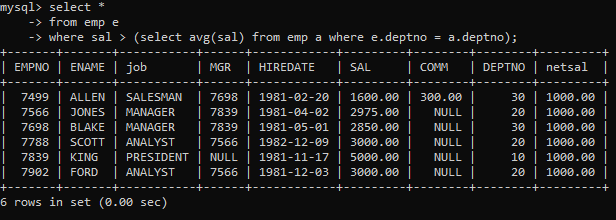 mysql> select *
    -> from emp e
    -> where sal > (select avg(sal) from emp a where e.deptno = a.deptno);
+-------+-------+-----------+------+------------+---------+--------+--------+---------+
| EMPNO | ENAME | job       | MGR  | HIREDATE   | SAL     | COMM   | DEPTNO | netsal  |
+-------+-------+-----------+------+------------+---------+--------+--------+---------+
|  7499 | ALLEN | SALESMAN  | 7698 | 1981-02-20 | 1600.00 | 300.00 |     30 | 1000.00 |
|  7566 | JONES | MANAGER   | 7839 | 1981-04-02 | 2975.00 |   NULL |     20 | 1000.00 |
|  7698 | BLAKE | MANAGER   | 7839 | 1981-05-01 | 2850.00 |   NULL |     30 | 1000.00 |
|  7788 | SCOTT | ANALYST   | 7566 | 1982-12-09 | 3000.00 |   NULL |     20 | 1000.00 |
|  7839 | KING  | PRESIDENT | NULL | 1981-11-17 | 5000.00 |   NULL |     10 | 1000.00 |
|  7902 | FORD  | ANALYST   | 7566 | 1981-12-03 | 3000.00 |   NULL |     20 | 1000.00 |
+-------+-------+-----------+------+------------+---------+--------+--------+---------+
6 rows in set (0.00 sec)